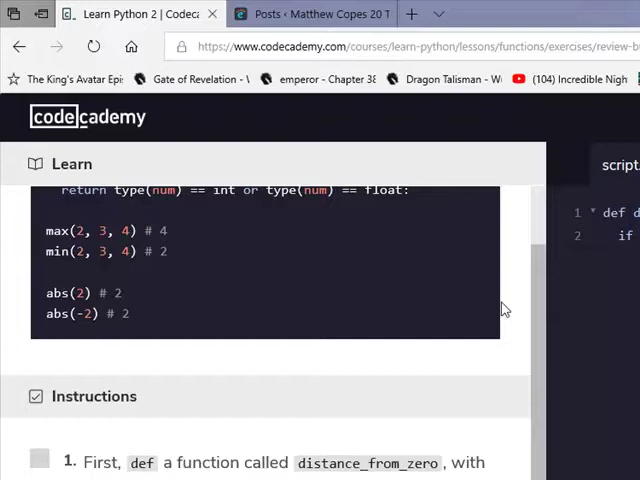 Learn Python 2 | Codeca
Posts ‹ Matthew Copes 20 T
https://www.codecademy.com/courses/learn-python/lessons/functions/exercises/review-bu
The King's Avatar Epis
Gate of Revelation - V
emperor - Chapter 38
Dragon Talisman - Wu
(104) Incredible Nigh
codecademy
Learn
script.
return type(num) == int or type(num) == float:
max(2, 3, 4) # 4
min(2, 3, 4) # 2
abs(2) # 2
abs(-2) # 2
1 def d
2 if
Instructions
1. First, def a function called distance_from_zero, with